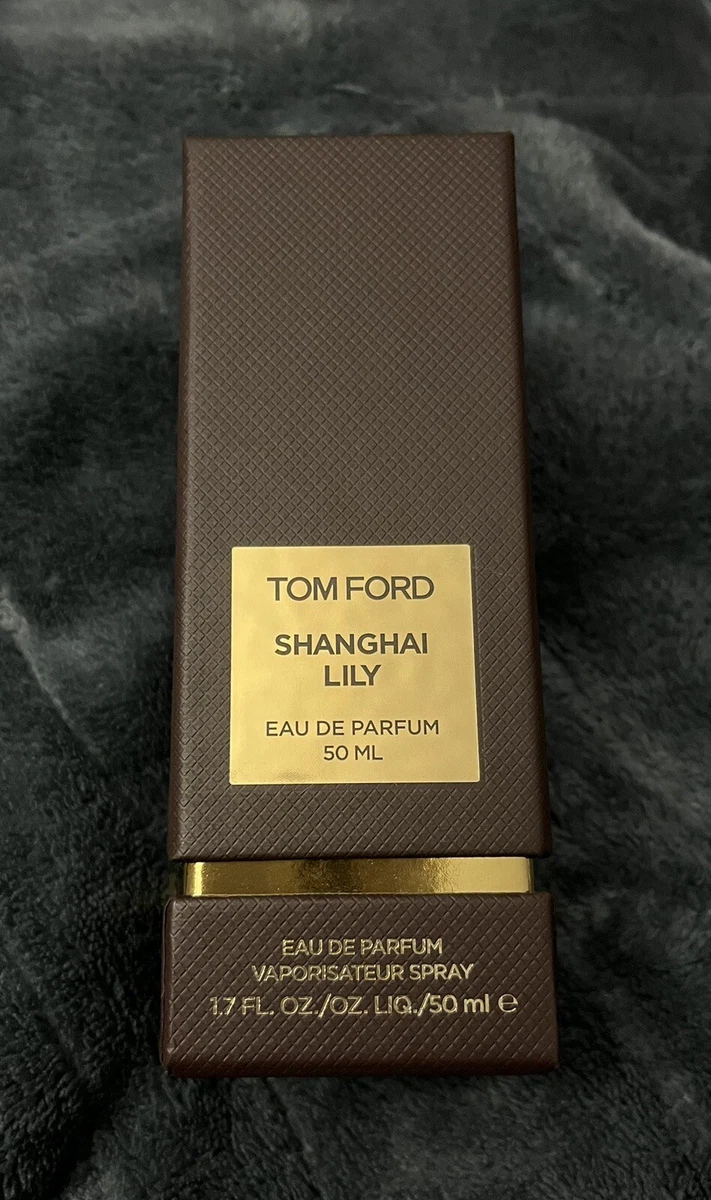 TOM FORD
SHANGHAI
LILY
EAU DE PARFUM
50 ML
EAU DE PARFUM
VAPORISATEUR SPRAY
1.7 FL. OZ./OZ. LIQ./50 ml ℮